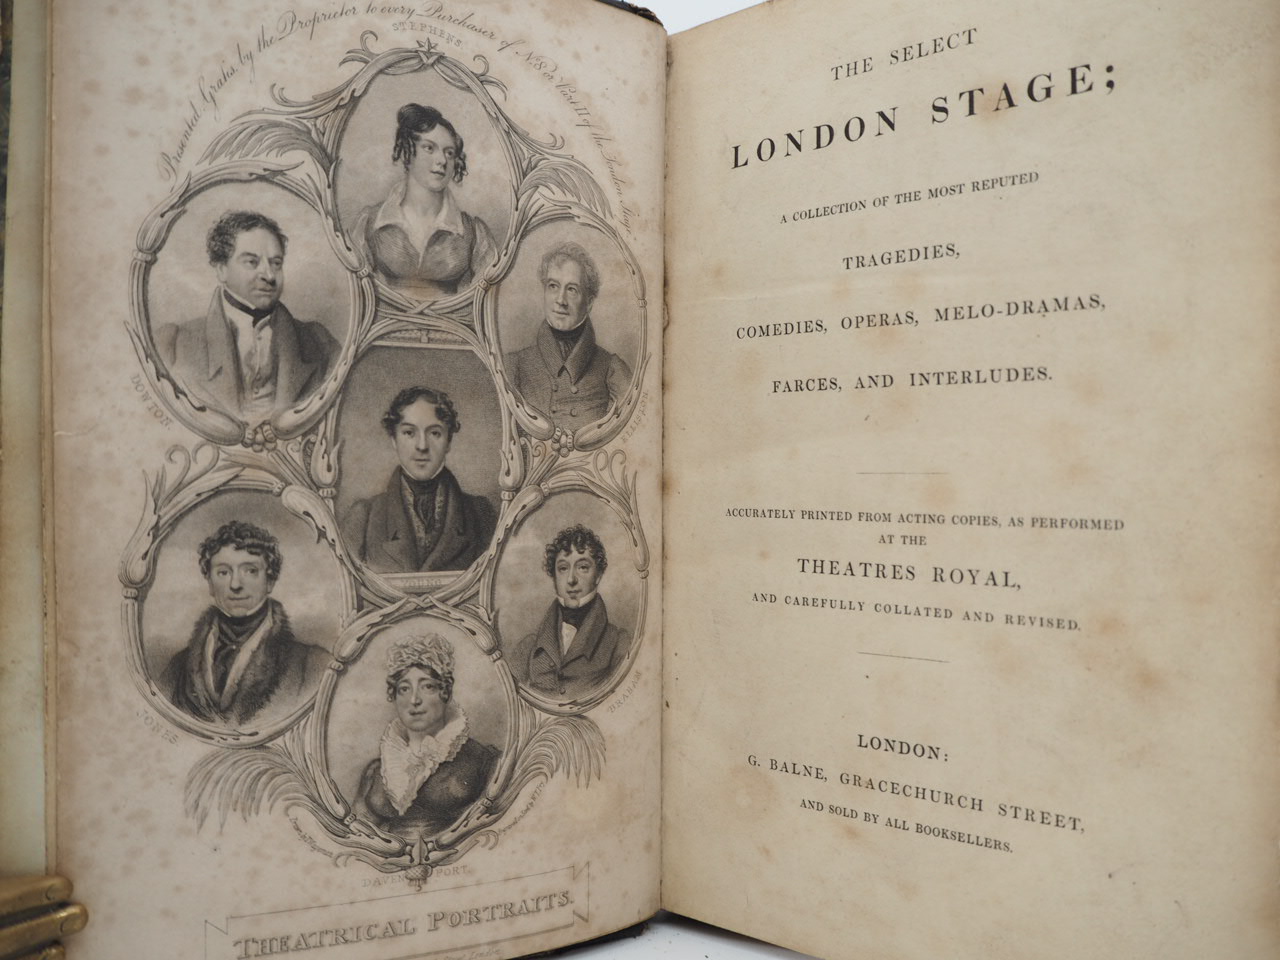 Presented Gratis by the Proprietor to every Purchaser of No. 8 or Part II of the London Stage.
STEPHENS
DOWTON
ELLISTON
YOUNG
JONES
BRAHAM
DAVENPORT
THEATRICAL PORTRAITS.
London
THE SELECT
LONDON STAGE;
A COLLECTION OF THE MOST REPUTED
TRAGEDIES,
COMEDIES, OPERAS, MELO-DRAMAS,
FARCES, AND INTERLUDES.
ACCURATELY PRINTED FROM ACTING COPIES, AS PERFORMED
AT THE
THEATRES ROYAL,
AND CAREFULLY COLLATED AND REVISED.
LONDON:
G. BALNE, GRACECHURCH STREET,
AND SOLD BY ALL BOOKSELLERS.